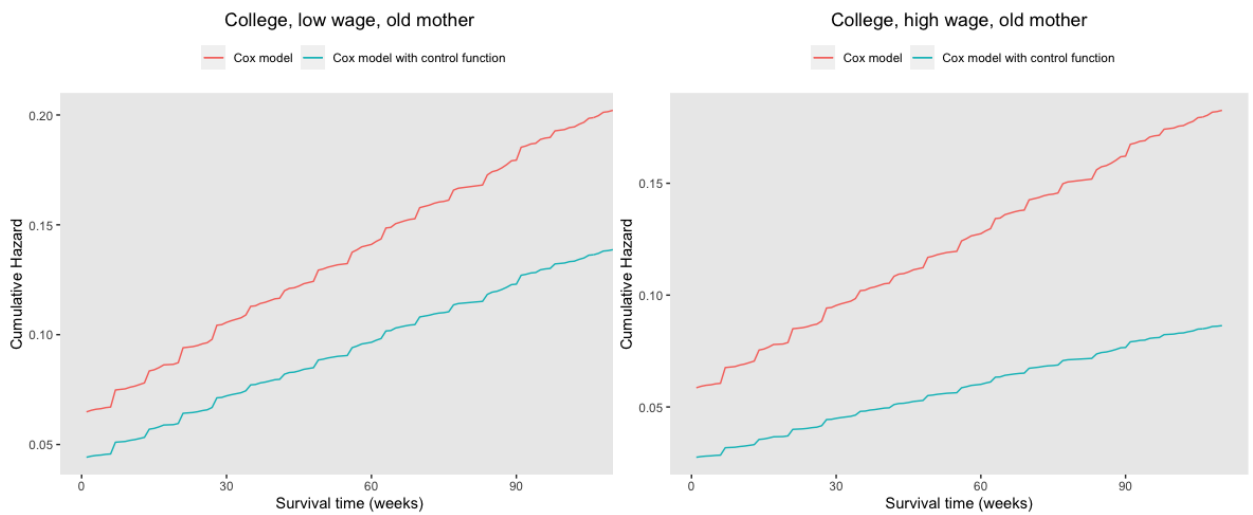 College, low wage, old mother
Cox model
Cox model with control function
0.20
0.15
0.10
0.05
Cumulative Hazard
0
30
60
90
Survival time (weeks)
College, high wage, old mother
Cox model
Cox model with control function
0.15
0.10
0.05
Cumulative Hazard
0
30
60
90
Survival time (weeks)